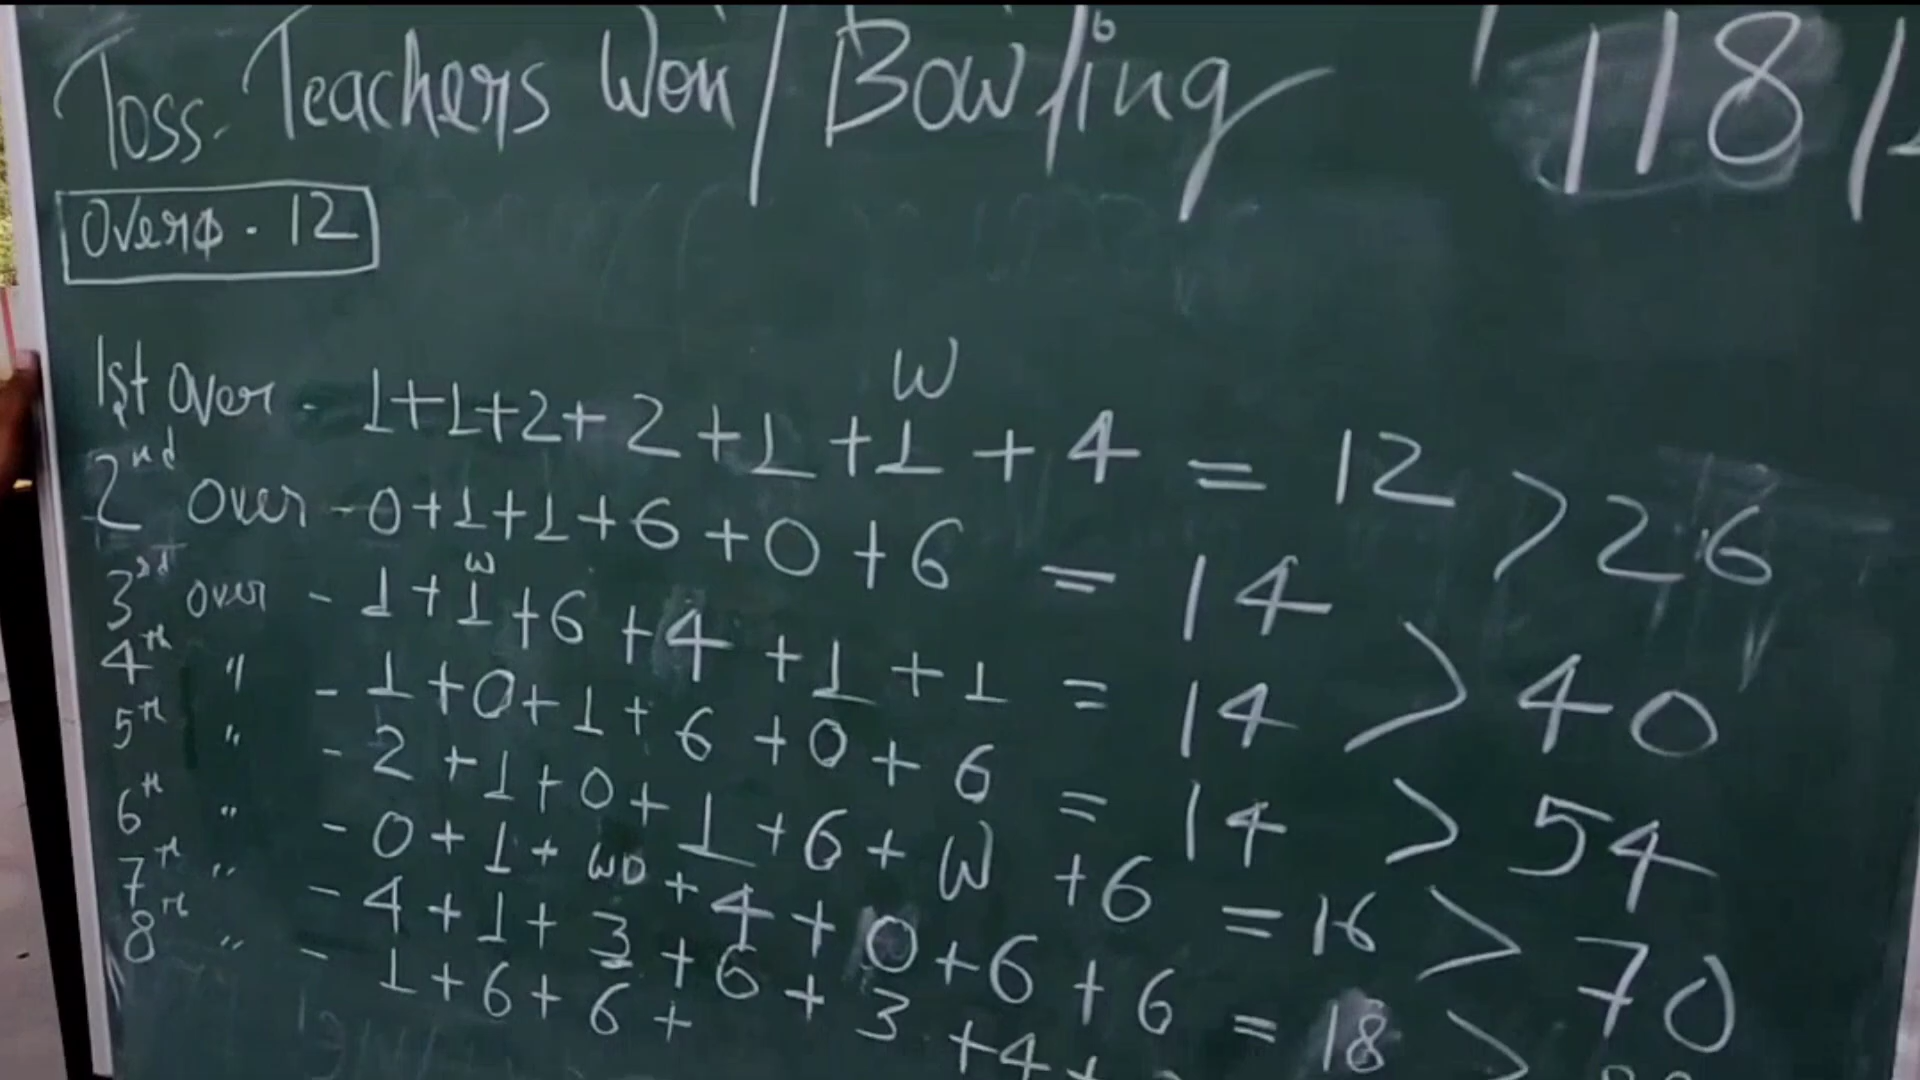 Toss. Teachers Won / Bowling 118/
Overs - 12
W
1st Over - 1+1+2+2+1+1+4 = 12 > 26
2nd Over - 0+1+1+6+0+6 = 14
W
3rd over - 1+1+6+4+1+1 = 14 > 40
4th " - 1+0+1+6+0+6 = 14 > 54
5th " - 2+1+0+1+6+W+6 = 16 > 70
6th " - 0+1+WD+4+0+6+6 = 18 >
7th " - 4+1+3+6+3+4+
8th " - 1+6+6+